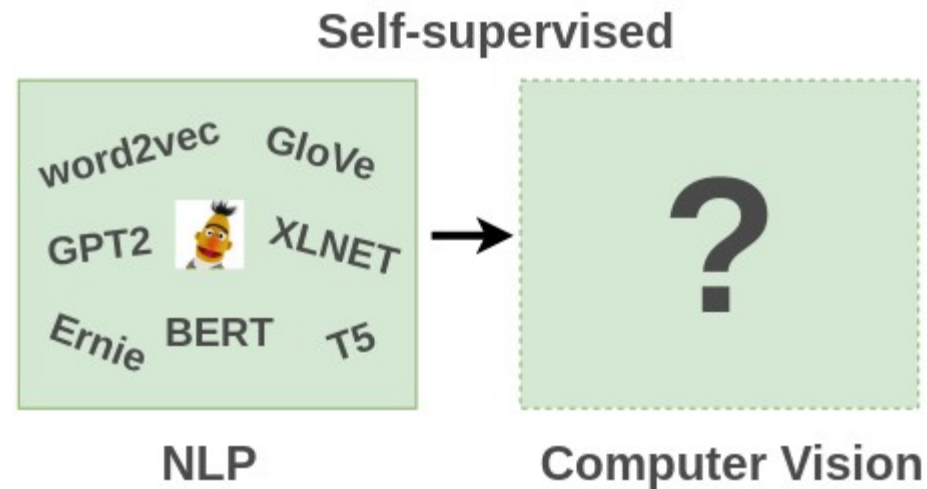 Self-supervised
word2vec
GloVe
GPT2
XLNET
Ernie
BERT
T5
?
NLP
Computer Vision